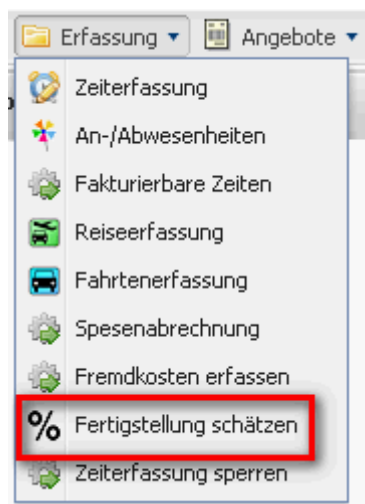 Erfassung Angebote
Zeiterfassung
An-/Abwesenheiten
Fakturierbare Zeiten
Reiseerfassung
Fahrtenerfassung
Spesenabrechnung
Fremdkosten erfassen
% Fertigstellung schätzen
Zeiterfassung sperren